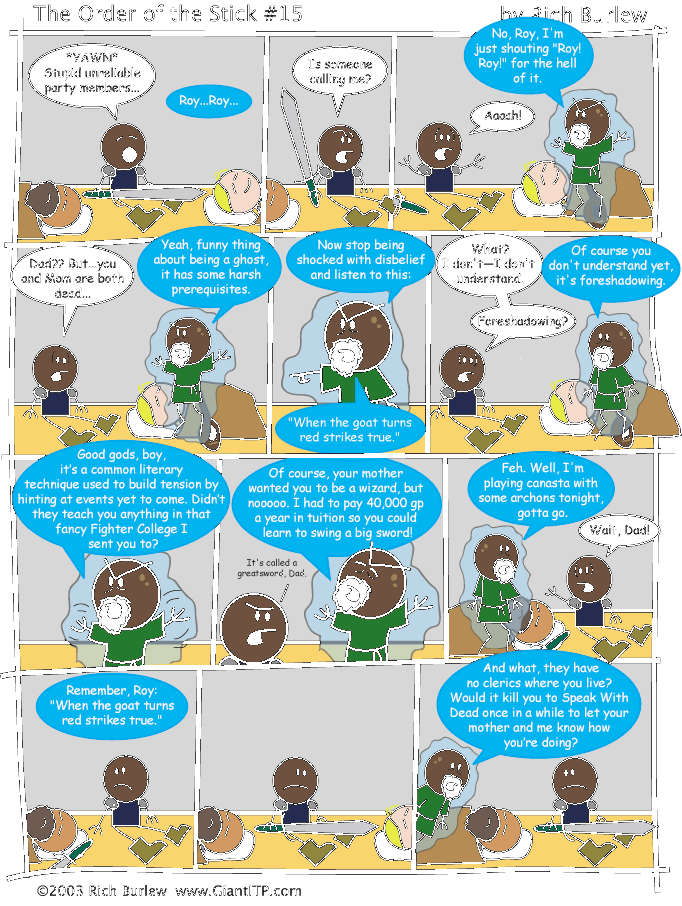 The Order of the Stick #15
by Rich Burlew
*YAWN*
Stupid unreliable
party members...
Roy...Roy...
Is someone
calling me?
No, Roy, I'm
just shouting "Roy!
Roy!" for the hell
of it.
Aaagh!
Dad?? But...you
and Mom are both
dead...
Yeah, funny thing
about being a ghost,
it has some harsh
prerequisites.
Now stop being
shocked with disbelief
and listen to this:
"When the goat turns
red strikes true."
What?
I don't—I don't
understand.
Of course you
don't understand yet,
it's foreshadowing.
Foreshadowing?
Good gods, boy,
it's a common literary
technique used to build tension by
hinting at events yet to come. Didn't
they teach you anything in that
fancy Fighter College I
sent you to?
Of course, your mother
wanted you to be a wizard, but
nooooo. I had to pay 40,000 gp
a year in tuition so you could
learn to swing a big sword!
It's called a
greatsword, Dad.
Feh. Well, I'm
playing canasta with
some archons tonight,
gotta go.
Wait, Dad!
Remember, Roy:
"When the goat turns
red strikes true."
And what, they have
no clerics where you live?
Would it kill you to Speak With
Dead once in a while to let your
mother and me know how
you're doing?
©2003 Rich Burlew www.GiantITP.com